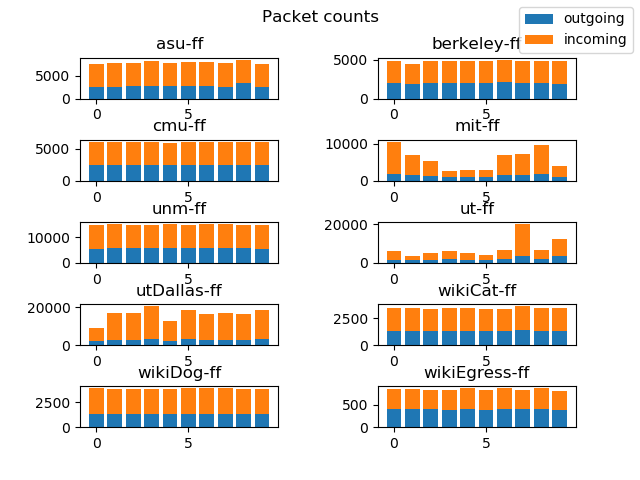 Packet counts
outgoing
incoming
asu-ff
berkeley-ff
5000
0
0 5
5000
0
0 5
cmu-ff
mit-ff
5000
0
0 5
10000
0
0 5
unm-ff
ut-ff
10000
0
0 5
20000
0
0 5
utDallas-ff
wikiCat-ff
20000
0
0 5
2500
0
0 5
wikiDog-ff
wikiEgress-ff
2500
0
0 5
500
0
0 5